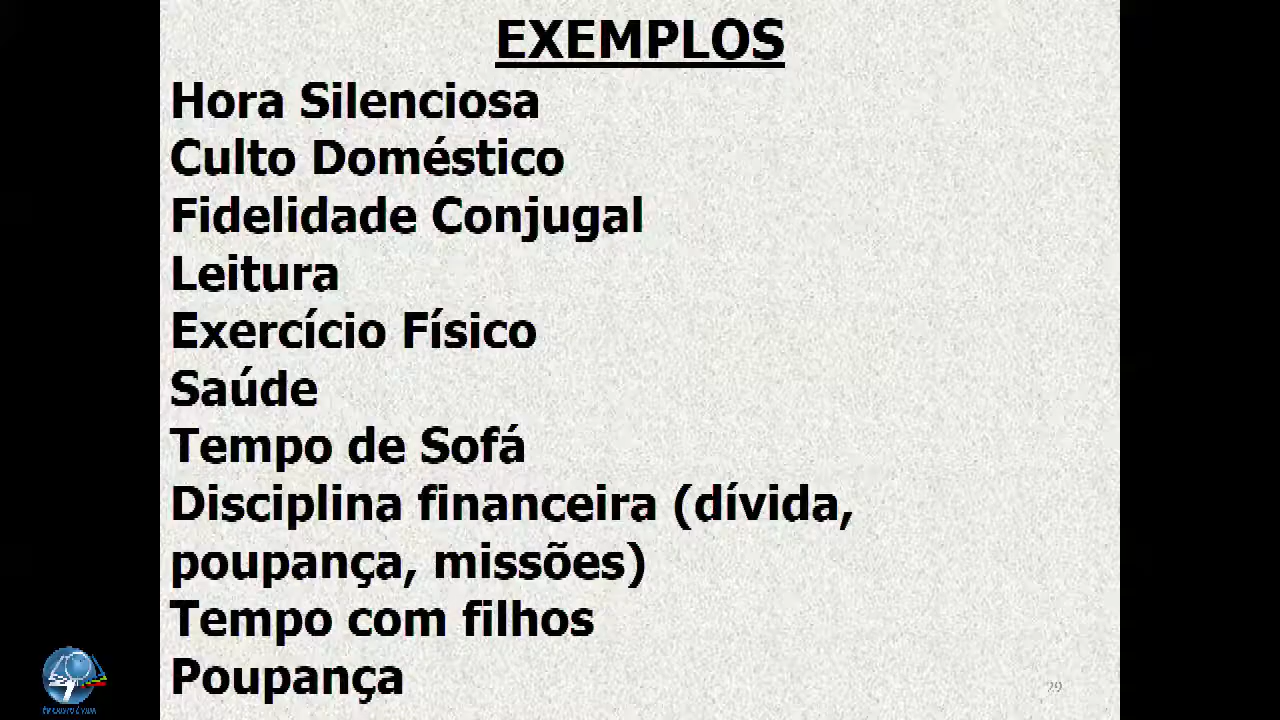 EXEMPLOS
Hora Silenciosa
Culto Doméstico
Fidelidade Conjugal
Leitura
Exercício Físico
Saúde
Tempo de Sofá
Disciplina financeira (dívida,
poupança, missões)
Tempo com filhos
Poupança
29